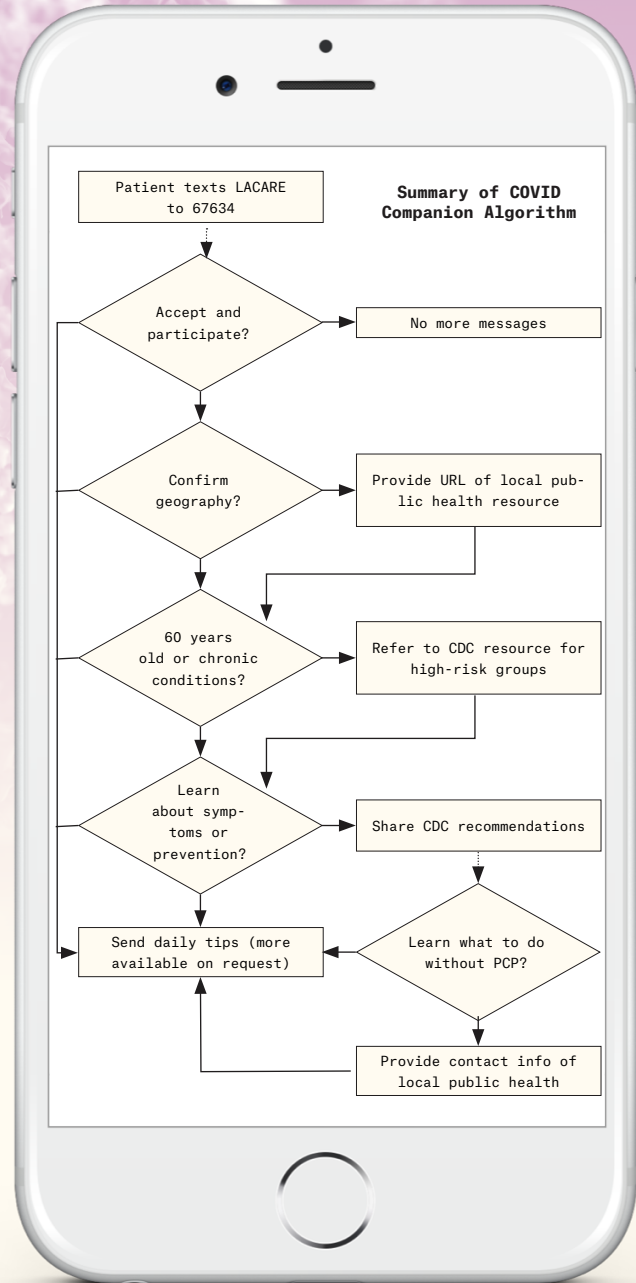 Patient texts LACARE
to 67634
Summary of COVID
Companion Algorithm
Accept and
participate?
No more messages
Confirm
geography?
Provide URL of local pub-
lic health resource
60 years
old or chronic
conditions?
Refer to CDC resource for
high-risk groups
Learn
about symp-
toms or
prevention?
Share CDC recommendations
Send daily tips (more
available on request)
Learn what to do
without PCP?
Provide contact info of
local public health